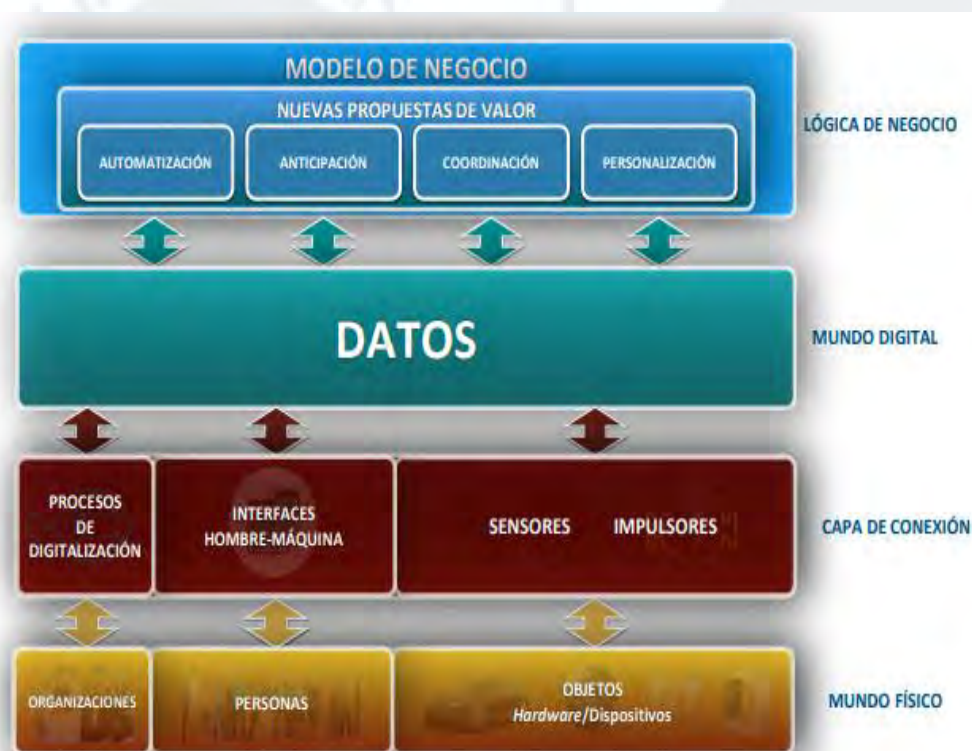 MODELO DE NEGOCIO
NUEVAS PROPUESTAS DE VALOR
AUTOMATIZACIÓN
ANTICIPACIÓN
COORDINACIÓN
PERSONALIZACIÓN
LÓGICA DE NEGOCIO
DATOS
MUNDO DIGITAL
PROCESOS
DE
DIGITALIZACIÓN
INTERFACES
HOMBRE-MÁQUINA
SENSORES
IMPULSORES
CAPA DE CONEXIÓN
ORGANIZACIONES
PERSONAS
OBJETOS
Hardware/Dispositivos
MUNDO FÍSICO